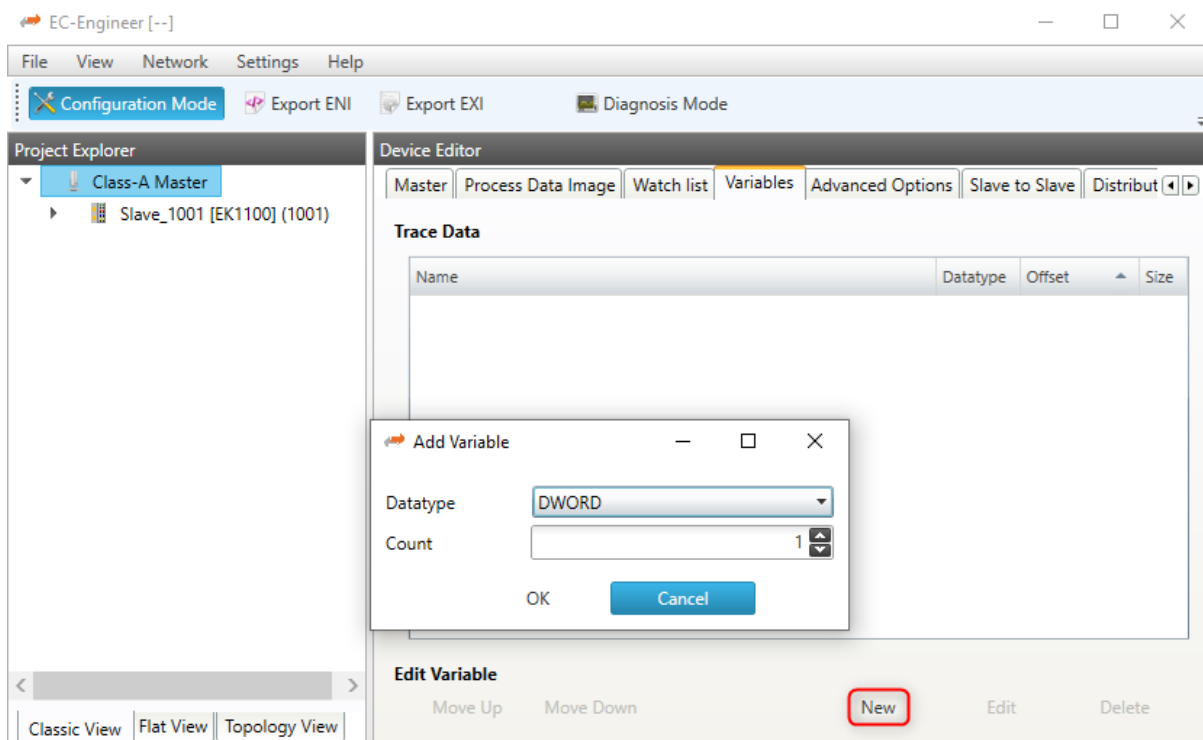 EC-Engineer [--]
File View Network Settings Help
Configuration Mode Export ENI Export EXI Diagnosis Mode
Project Explorer
Class-A Master
Slave_1001 [EK1100] (1001)
Classic View Flat View Topology View
Device Editor
Master Process Data Image Watch list Variables Advanced Options Slave to Slave Distribut
Trace Data
Name Datatype Offset Size
Add Variable
Datatype DWORD
Count 1
OK Cancel
Edit Variable
Move Up Move Down New Edit Delete